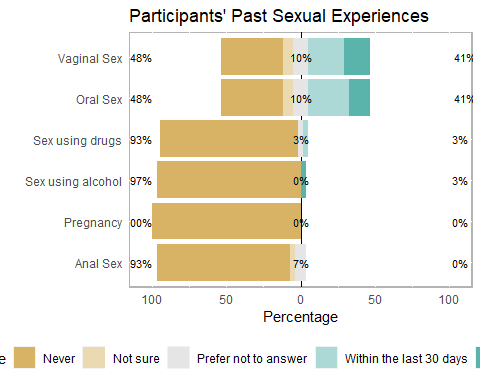 Participants' Past Sexual Experiences
Vaginal Sex 48% 10% 41%
Oral Sex 48% 10% 41%
Sex using drugs 93% 3% 3%
Sex using alcohol 97% 0% 3%
Pregnancy 00% 0% 0%
Anal Sex 93% 7% 0%
100 50 0 50 100
Percentage
e Never Not sure Prefer not to answer Within the last 30 days